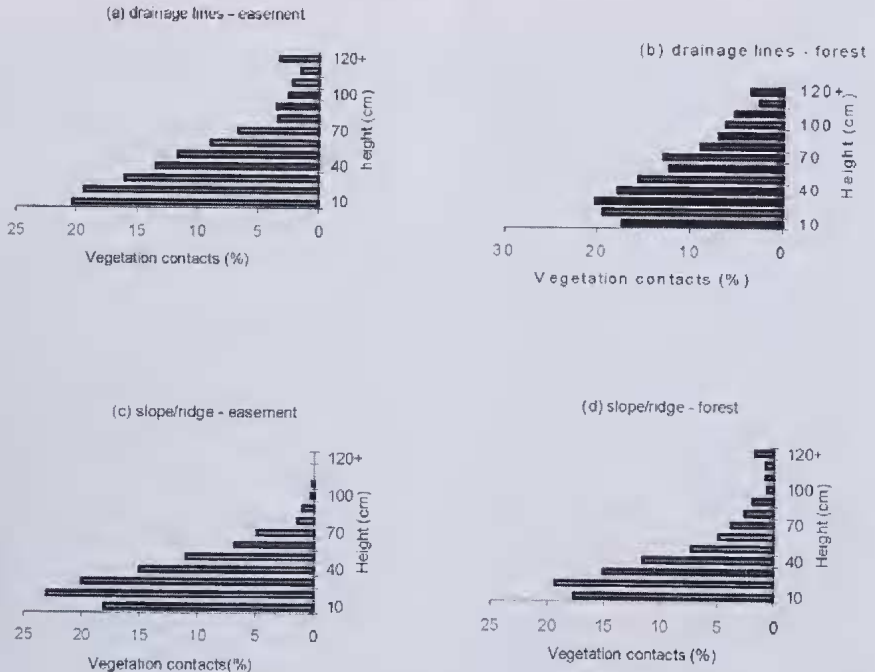 (a) drainage lines - easement
120+
100
70
40
10
height (cm)
25 20 15 10 5 0
Vegetation contacts (%)
(b) drainage lines - forest
120+
100
70
40
10
Height (cm)
30 20 10 0
Vegetation contacts (%)
(c) slope/ridge - easement
120+
100
70
40
10
Height (cm)
25 20 15 10 5 0
Vegetation contacts(%)
(d) slope/ridge - forest
120+
100
70
40
10
Height (cm)
25 20 15 10 5 0
Vegetation contacts (%)